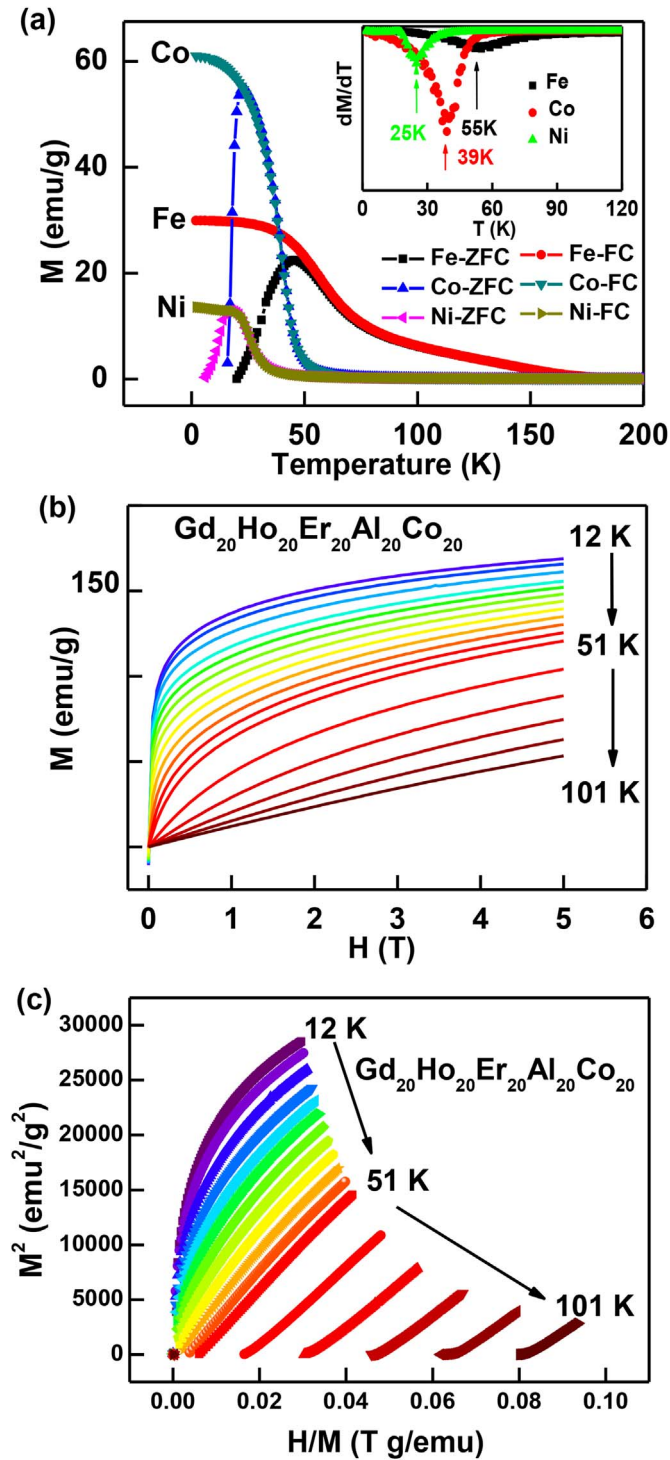 (a)
60
40
20
0
M (emu/g)
Co
Fe
Ni
dM/dT
25K
55K
39K
Fe
Co
Ni
0 30 60 90 120
T (K)
Fe-ZFC Fe-FC
Co-ZFC Co-FC
Ni-ZFC Ni-FC
0 50 100 150 200
Temperature (K)
(b)
Gd₂₀Ho₂₀Er₂₀Al₂₀Co₂₀
150
M (emu/g)
12 K
51 K
101 K
0 1 2 3 4 5 6
H (T)
(c)
30000
25000
20000
15000
10000
5000
0
M² (emu²/g²)
12 K
Gd₂₀Ho₂₀Er₂₀Al₂₀Co₂₀
51 K
101 K
0.00 0.02 0.04 0.06 0.08 0.10
H/M (T g/emu)